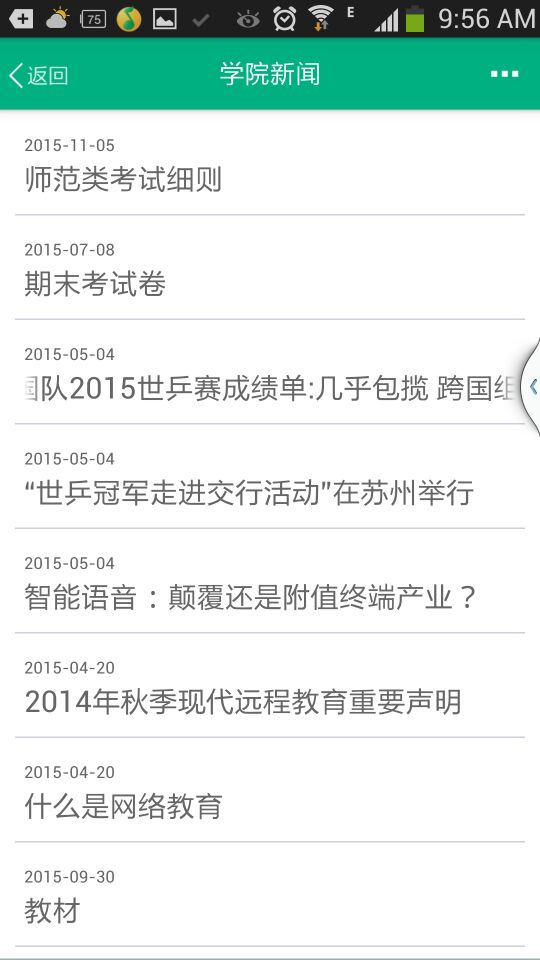 75
E
9:56 AM
返回
学院新闻
2015-11-05
师范类考试细则
2015-07-08
期末考试卷
2015-05-04
国队2015世乒赛成绩单:几乎包揽 跨国组
2015-05-04
“世乒冠军走进交行活动”在苏州举行
2015-05-04
智能语音：颠覆还是附值终端产业？
2015-04-20
2014年秋季现代远程教育重要声明
2015-04-20
什么是网络教育
2015-09-30
教材